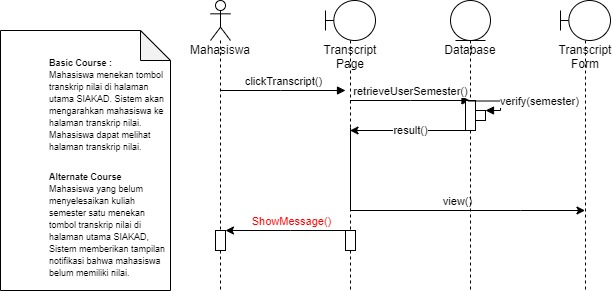 Mahasiswa
Transcript
Page
Database
Transcript
Form
Basic Course :
Mahasiswa menekan tombol
transkrip nilai di halaman
utama SIAKAD. Sistem akan
mengarahkan mahasiswa ke
halaman transkrip nilai.
Mahasiswa dapat melihat
halaman transkrip nilai.
Alternate Course
Mahasiswa yang belum
menyelesaikan kuliah
semester satu menekan
tombol transkrip nilai di
halaman utama SIAKAD,
Sistem memberikan tampilan
notifikasi bahwa mahasiswa
belum memiliki nilai.
clickTranscript()
retrieveUserSemester()
verify(semester)
result()
view()
ShowMessage()